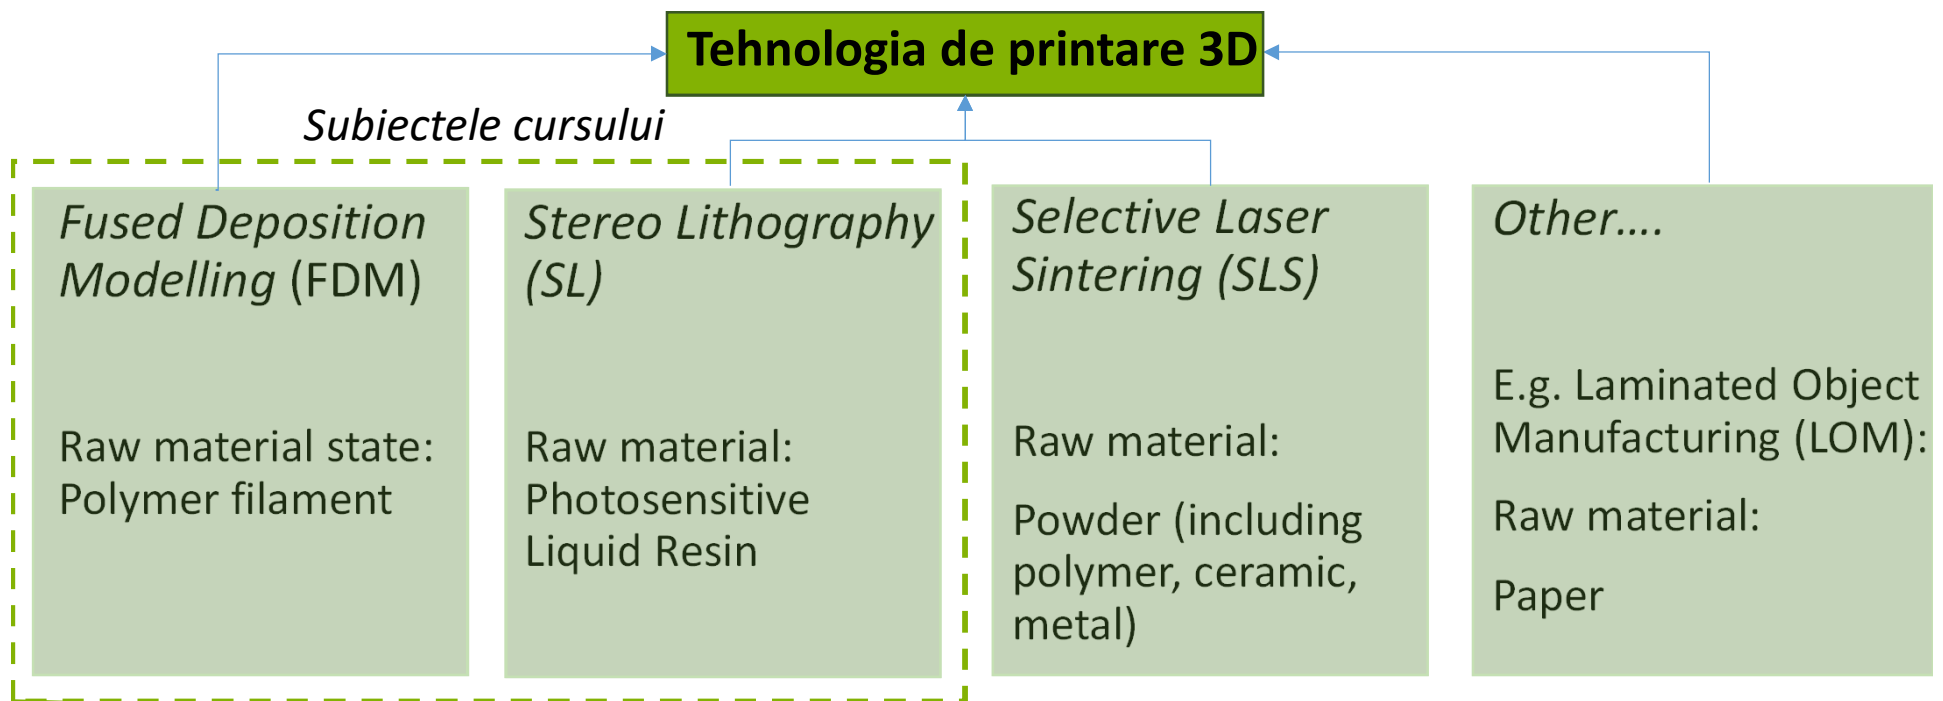 Tehnologia de printare 3D
Subiectele cursului
Fused Deposition
Modelling (FDM)
Raw material state:
Polymer filament
Stereo Lithography
(SL)
Raw material:
Photosensitive
Liquid Resin
Selective Laser
Sintering (SLS)
Raw material:
Powder (including
polymer, ceramic,
metal)
Other....
E.g. Laminated Object
Manufacturing (LOM):
Raw material:
Paper